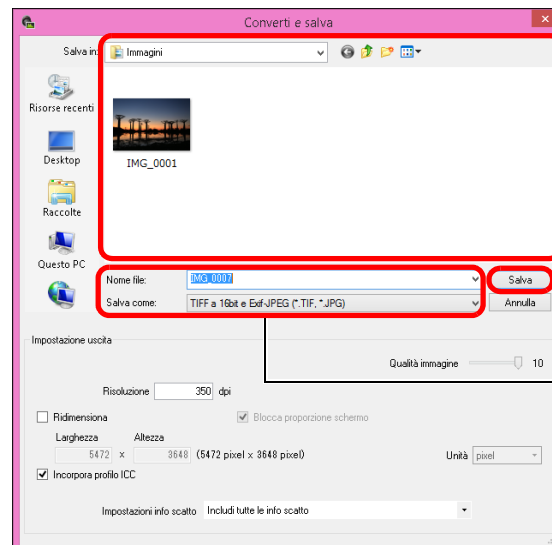 Converti e salva
Salva in: Immagini
Risorse recenti
Desktop
Raccolte
Questo PC
IMG_0001
Nome file: IMG_0007 Salva
Salva come: TIFF a 16bit e Exif-JPEG (*.TIF, *.JPG) Annulla
Impostazione uscita
Qualità immagine 10
Risoluzione 350 dpi
Ridimensiona Blocca proporzione schermo
Larghezza Altezza
5472 x 3648 (5472 pixel x 3648 pixel) Unità pixel
Incorpora profilo ICC
Impostazioni info scatto Includi tutte le info scatto